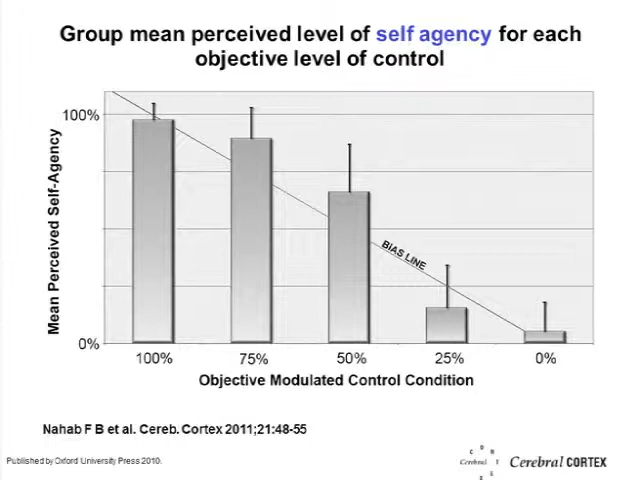 Group mean perceived level of self agency for each
objective level of control
100%
Mean Perceived Self-Agency
BIAS LINE
0%
100% 75% 50% 25% 0%
Objective Modulated Control Condition
Nahab F B et al. Cereb. Cortex 2011;21:48-55
Published by Oxford University Press 2010.
Cerebral CORTEX